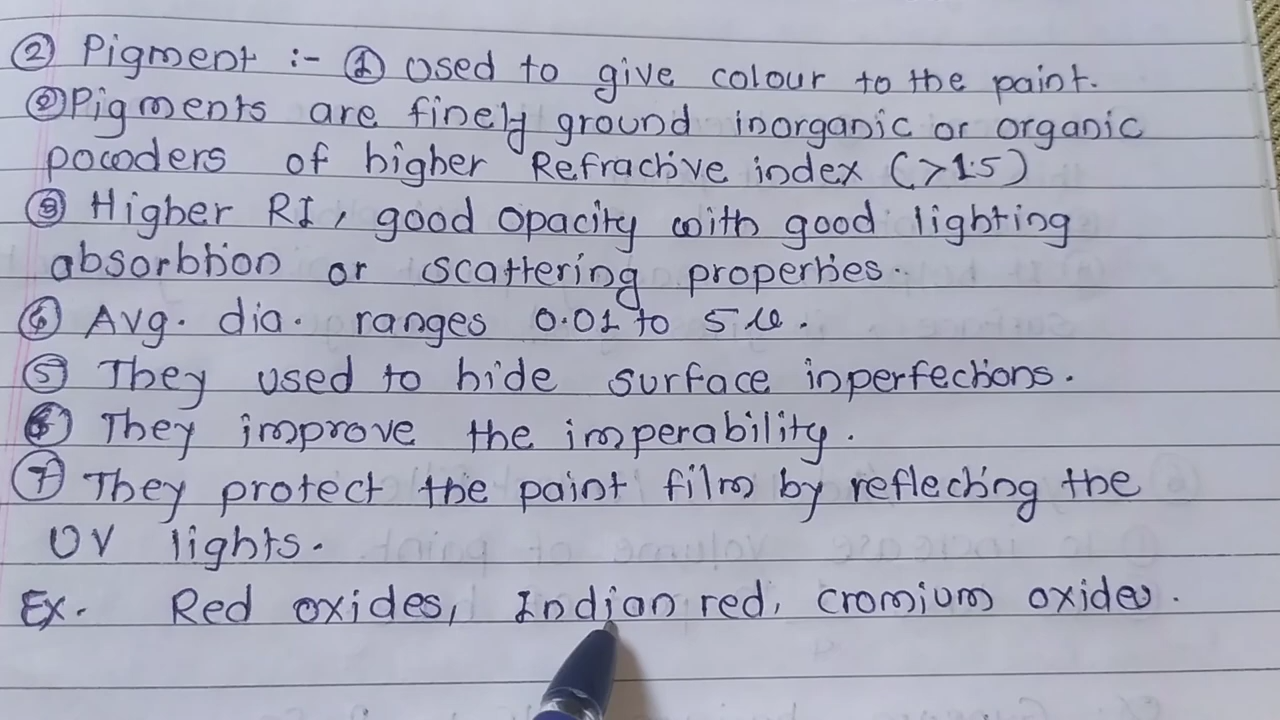 ② Pigment :- ① Used to give colour to the paint.
② Pigments are finely ground inorganic or organic
powders of higher Refractive index (>1.5)
③ Higher RI, good opacity with good lighting
absorbtion or scattering properties.
④ Avg. dia. ranges 0.01 to 5 µ.
⑤ They used to hide surface inperfections.
⑥ They improve the imperability.
⑦ They protect the paint film by reflecting the
UV lights.
Ex. Red oxides, Indian red, cromium oxides.